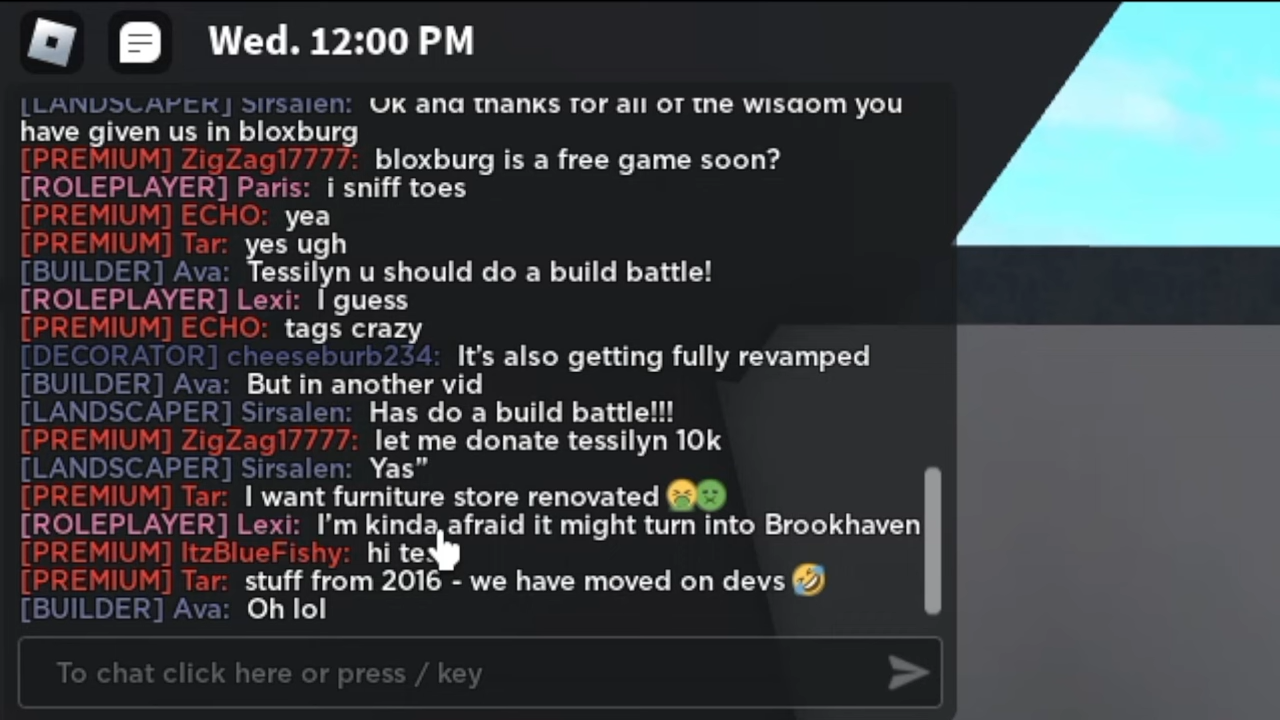 Wed. 12:00 PM
[LANDSCAPER] Sirsalen: Ok and thanks for all of the wisdom you
have given us in bloxburg
[PREMIUM] ZigZag17777: bloxburg is a free game soon?
[ROLEPLAYER] Paris: i sniff toes
[PREMIUM] ECHO: yea
[PREMIUM] Tar: yes ugh
[BUILDER] Ava: Tessilyn u should do a build battle!
[ROLEPLAYER] Lexi: I guess
[PREMIUM] ECHO: tags crazy
[DECORATOR] cheeseburb234: It's also getting fully revamped
[BUILDER] Ava: But in another vid
[LANDSCAPER] Sirsalen: Has do a build battle!!!
[PREMIUM] ZigZag17777: let me donate tessilyn 10k
[LANDSCAPER] Sirsalen: Yas”
[PREMIUM] Tar: I want furniture store renovated 🤮🤢
[ROLEPLAYER] Lexi: I'm kinda afraid it might turn into Brookhaven
[PREMIUM] ItzBlueFishy: hi
[PREMIUM] Tar: stuff from 2016 - we have moved on devs 🤣
[BUILDER] Ava: Oh lol
To chat click here or press / key